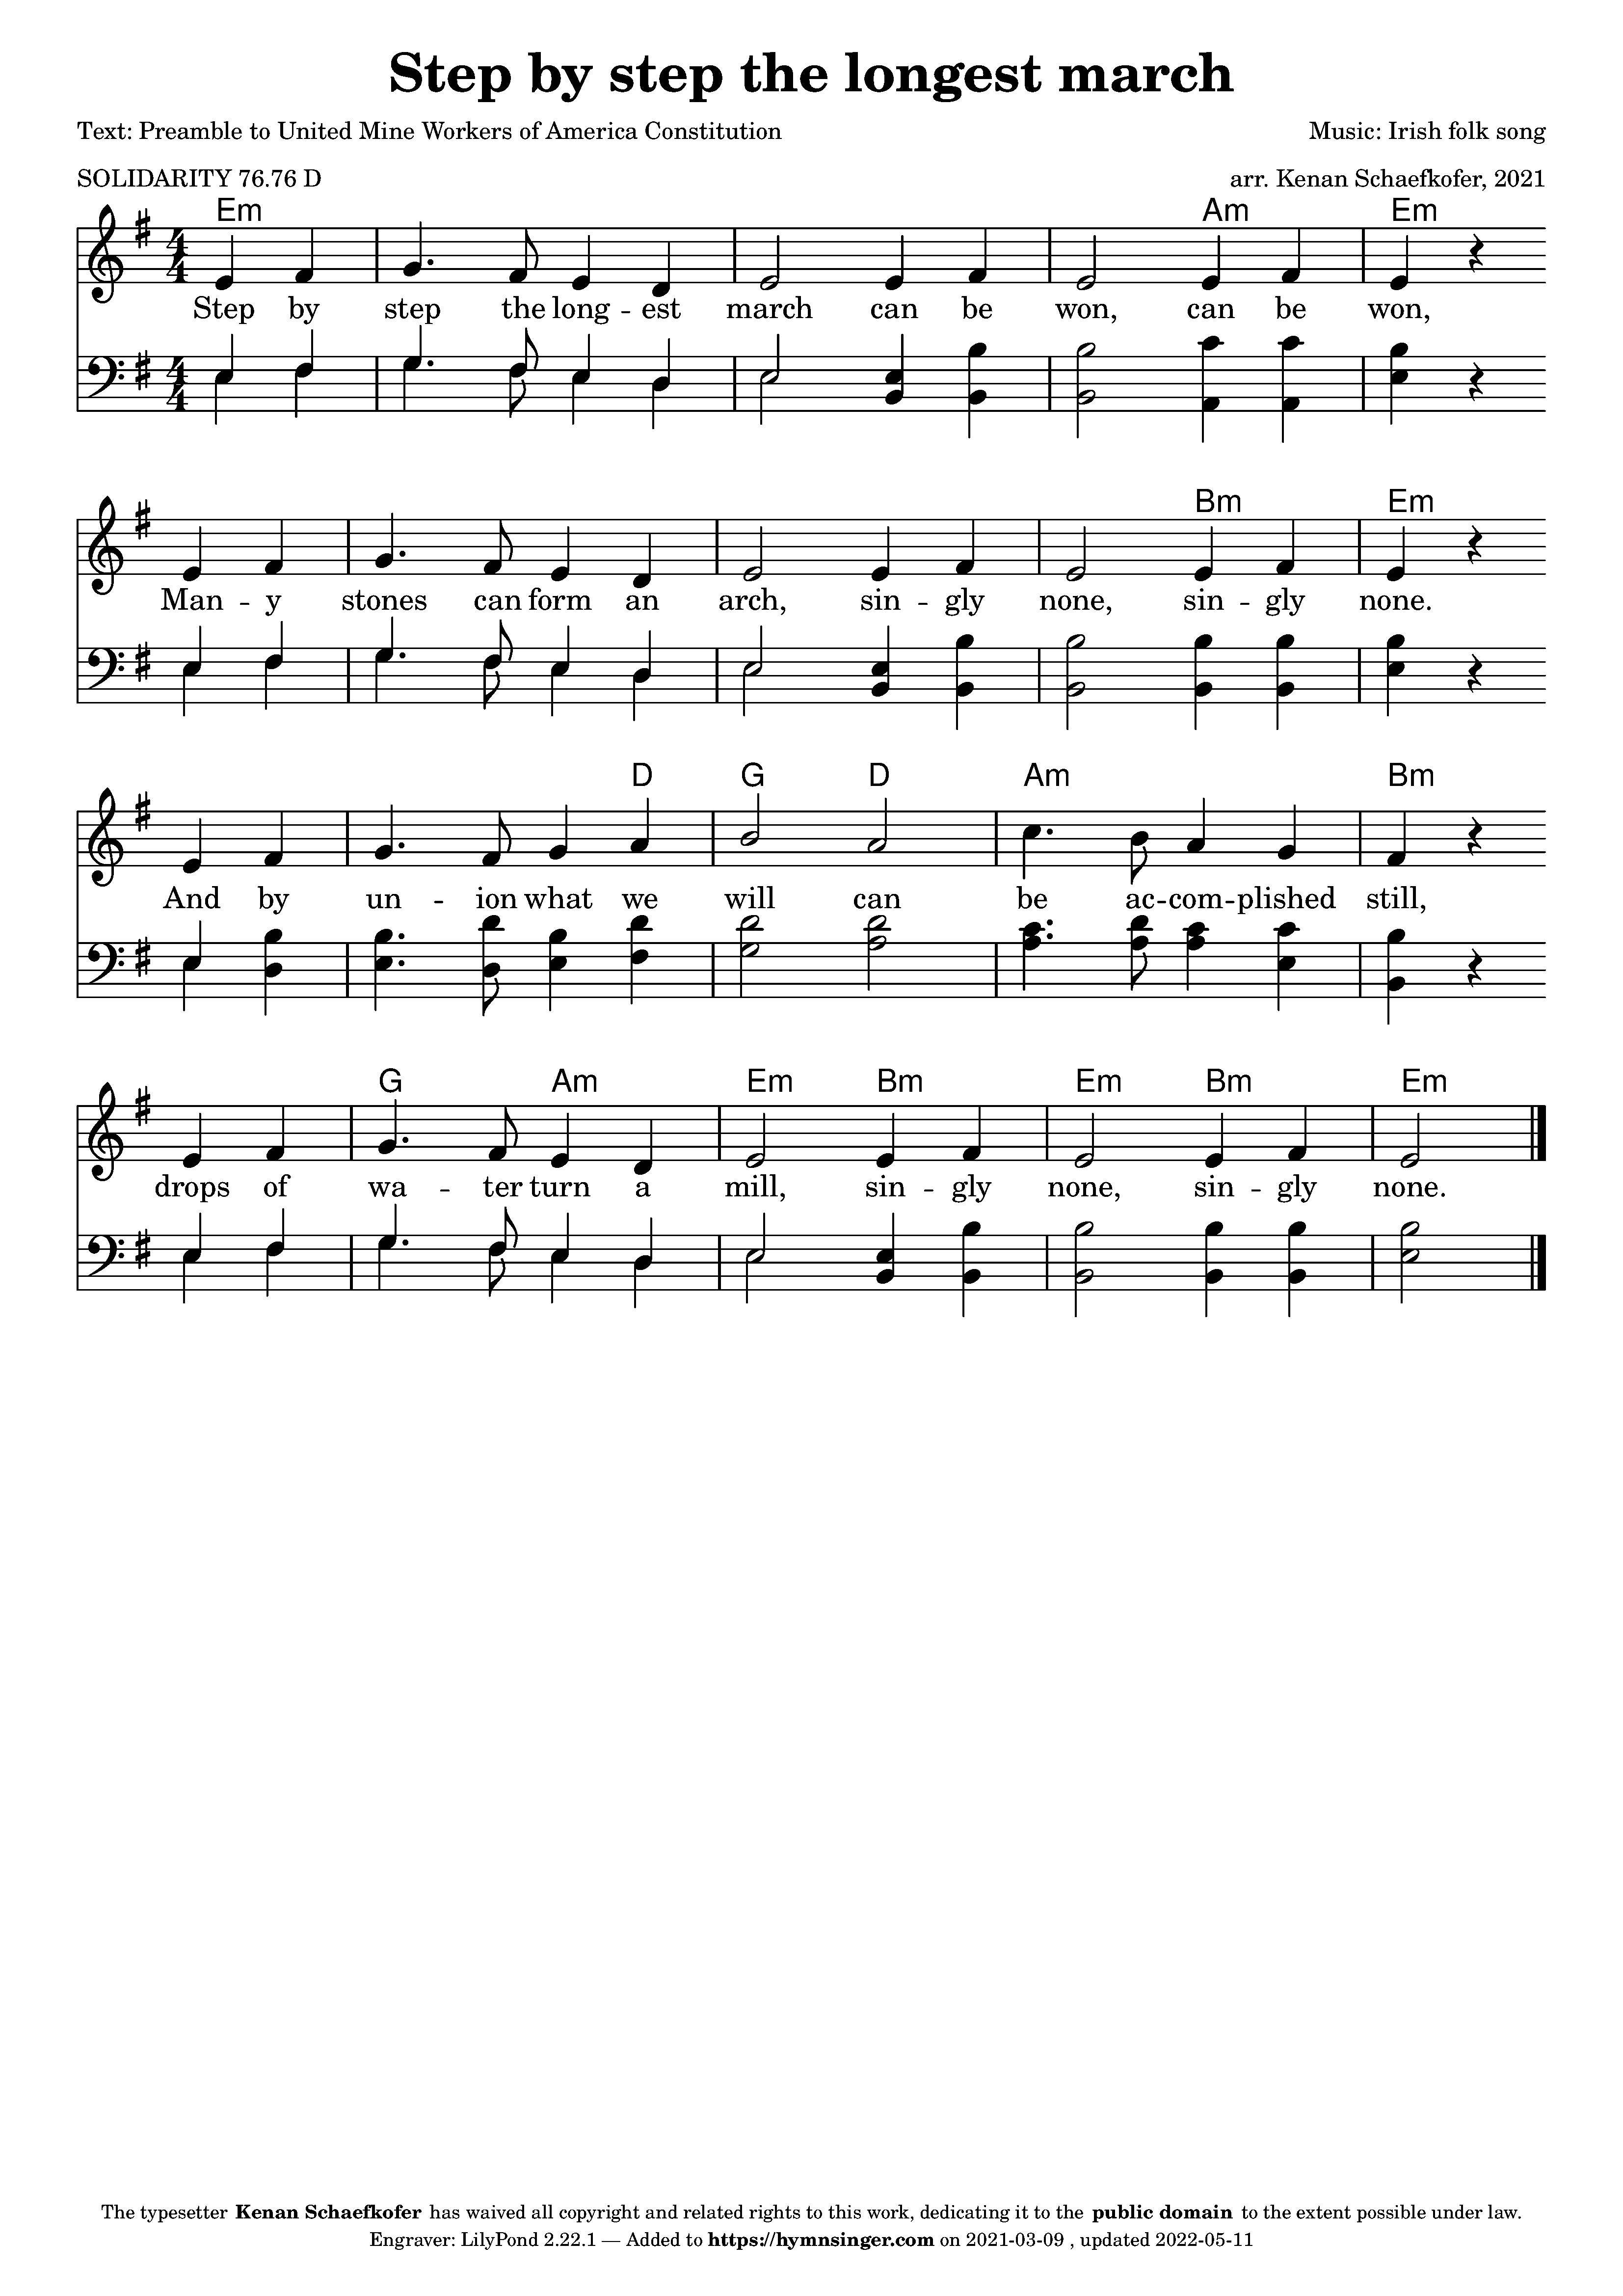 Step by step the longest march
Text: Preamble to United Mine Workers of America Constitution Music: Irish folk song
SOLIDARITY 76.76 D arr. Kenan Schaefkofer, 2021
Em Am Em
4 4
Step by step the long -- est march can be won, can be won,
4 4
Bm Em
Man -- y stones can form an arch, sin -- gly none, sin -- gly none.
D G D Am Bm
And by un -- ion what we will can be ac -- com -- plished still,
G Am Em Bm Em Bm Em
drops of wa -- ter turn a mill, sin -- gly none, sin -- gly none.
The typesetter Kenan Schaefkofer has waived all copyright and related rights to this work, dedicating it to the public domain to the extent possible under law.
Engraver: LilyPond 2.22.1 — Added to https://hymnsinger.com on 2021-03-09 , updated 2022-05-11